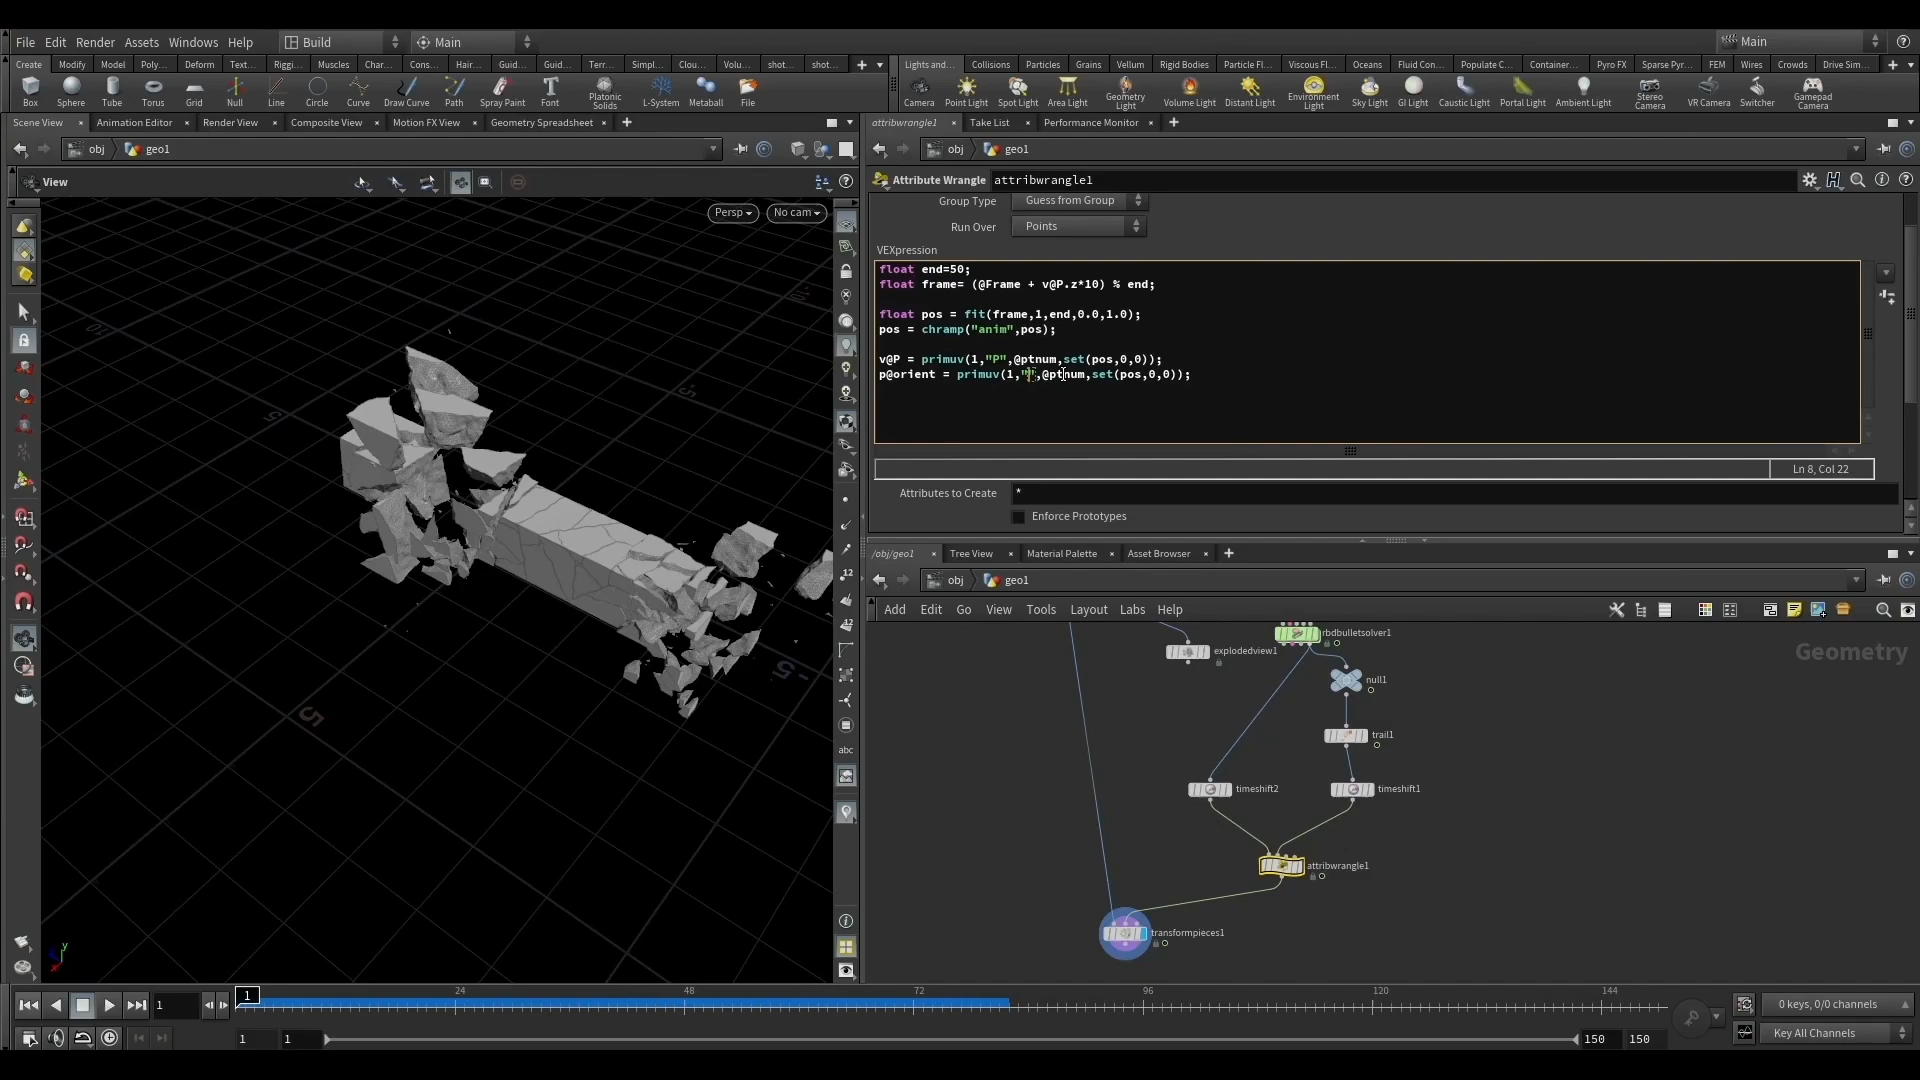 File Edit Render Assets Windows Help Build Main Main
Create Modify Model Poly... Deform Text... Riggi... Muscles Char... Cons... Hair... Guid... Guid... Terr... Simpl... Clou... Volu... shot... shot...
Box Sphere Tube Torus Grid Null Line Circle Curve Draw Curve Path Spray Paint Font Platonic Solids L-System Metaball File
Lights and... Collisions Particles Grains Vellum Rigid Bodies Particle Fl... Viscous Fl... Oceans Fluid Con... Populate C... Container... Pyro FX Sparse Pyr... FEM Wires Crowds Drive Sim...
Camera Point Light Spot Light Area Light Geometry Light Volume Light Distant Light Environment Light Sky Light GI Light Caustic Light Portal Light Ambient Light Stereo Camera VR Camera Switcher Gamepad Camera
Scene View Animation Editor Render View Composite View Motion FX View Geometry Spreadsheet
obj geo1
View
Persp No cam
5
5
-5
-5
10
-10
y
x
12
12
abc
attribwrangle1 Take List Performance Monitor
obj geo1
Attribute Wrangle attribwrangle1
Group Type Guess from Group
Run Over Points
VEXpression
float end=50;
float frame= (@Frame + v@P.z*10) % end;
float pos = fit(frame,1,end,0.0,1.0);
pos = chramp("anim",pos);
v@P = primuv(1,"P",@ptnum,set(pos,0,0));
p@orient = primuv(1,"",@ptnum,set(pos,0,0));
Ln 8, Col 22
Attributes to Create *
Enforce Prototypes
/obj/geo1 Tree View Material Palette Asset Browser
obj geo1
Add Edit Go View Tools Layout Labs Help
Geometry
rbdbulletsolver1
explodedview1
null1
trail1
timeshift2
timeshift1
attribwrangle1
transformpieces1
1 1 24 48 72 96 120 144
0 keys, 0/0 channels
1 1 150 150
Key All Channels